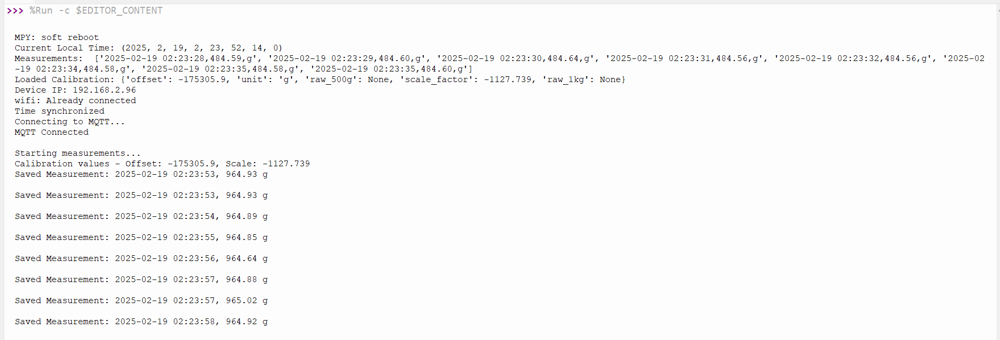 >>> %Run -c $EDITOR_CONTENT
MPY: soft reboot
Current Local Time: (2025, 2, 19, 2, 23, 52, 14, 0)
Measurements:  ['2025-02-19 02:23:28,484.59,g', '2025-02-19 02:23:29,484.60,g', '2025-02-19 02:23:30,484.64,g', '2025-02-19 02:23:31,484.56,g', '2025-02-19 02:23:32,484.56,g', '2025-02
-19 02:23:34,484.58,g', '2025-02-19 02:23:35,484.58,g', '2025-02-19 02:23:35,484.60,g']
Loaded Calibration: {'offset': -175305.9, 'unit': 'g', 'raw_500g': None, 'scale_factor': -1127.739, 'raw_1kg': None}
Device IP: 192.168.2.96
wifi: Already connected
Time synchronized
Connecting to MQTT...
MQTT Connected
Starting measurements...
Calibration values - Offset: -175305.9, Scale: -1127.739
Saved Measurement: 2025-02-19 02:23:53, 964.93 g
Saved Measurement: 2025-02-19 02:23:53, 964.93 g
Saved Measurement: 2025-02-19 02:23:54, 964.89 g
Saved Measurement: 2025-02-19 02:23:55, 964.85 g
Saved Measurement: 2025-02-19 02:23:56, 964.64 g
Saved Measurement: 2025-02-19 02:23:57, 964.88 g
Saved Measurement: 2025-02-19 02:23:57, 965.02 g
Saved Measurement: 2025-02-19 02:23:58, 964.92 g